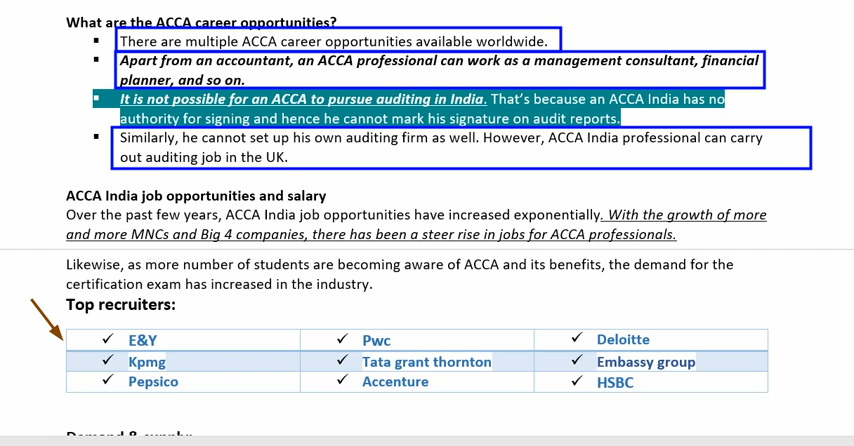 What are the ACCA career opportunities?
▪ There are multiple ACCA career opportunities available worldwide.
▪ Apart from an accountant, an ACCA professional can work as a management consultant, financial
planner, and so on.
▪ It is not possible for an ACCA to pursue auditing in India. That's because an ACCA India has no
authority for signing and hence he cannot mark his signature on audit reports.
▪ Similarly, he cannot set up his own auditing firm as well. However, ACCA India professional can carry
out auditing job in the UK.
ACCA India job opportunities and salary
Over the past few years, ACCA India job opportunities have increased exponentially. With the growth of more
and more MNCs and Big 4 companies, there has been a steer rise in jobs for ACCA professionals.
Likewise, as more number of students are becoming aware of ACCA and its benefits, the demand for the
certification exam has increased in the industry.
Top recruiters:
✓ E&Y ✓ Pwc ✓ Deloitte
✓ Kpmg ✓ Tata grant thornton ✓ Embassy group
✓ Pepsico ✓ Accenture ✓ HSBC
Demand & supply: